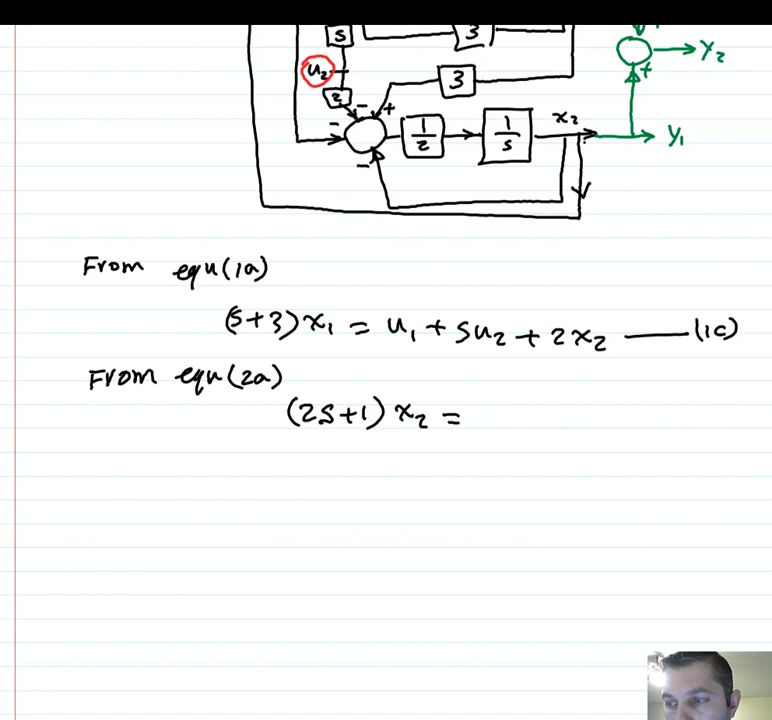 s
3
u₂
3
2
- - +
-
1/2
1/s
x₂
+
Y₂
Y₁
From equ(1a)
(s+3)x₁ = u₁ + 5u₂ + 2x₂ —— (1c)
From equ(2a)
(2s+1) x₂ =